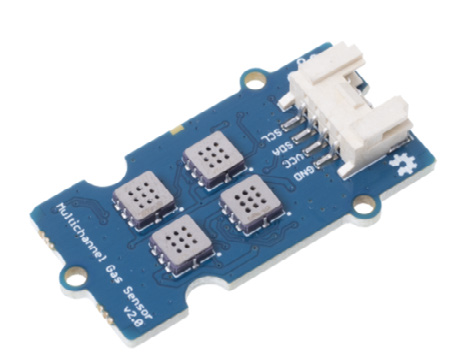 SCL
SDA
VCC
GND
Multichannel Gas Sensor
v2.0